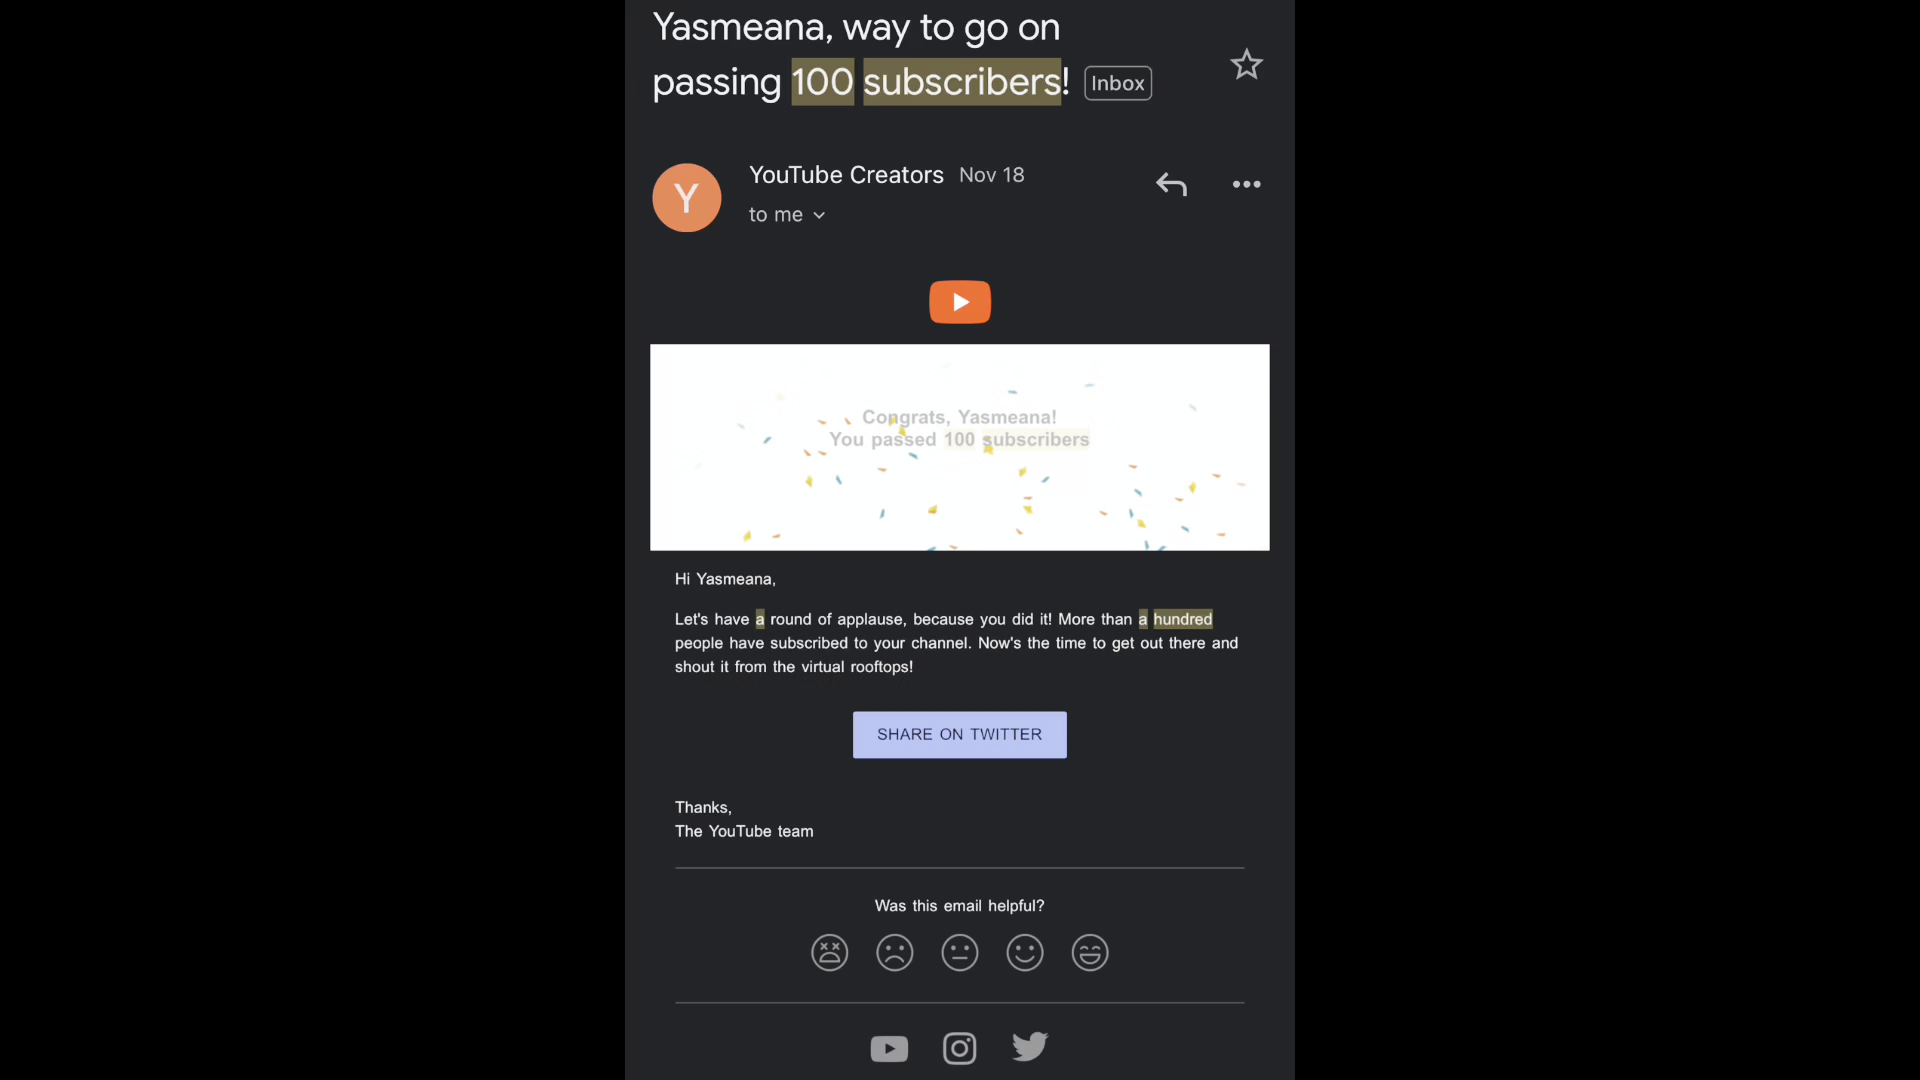 Yasmeana, way to go on
passing 100 subscribers! Inbox
Y
YouTube Creators Nov 18
to me
Congrats, Yasmeana!
You passed 100 subscribers
Hi Yasmeana,
Let's have a round of applause, because you did it! More than a hundred
people have subscribed to your channel. Now's the time to get out there and
shout it from the virtual rooftops!
SHARE ON TWITTER
Thanks,
The YouTube team
Was this email helpful?